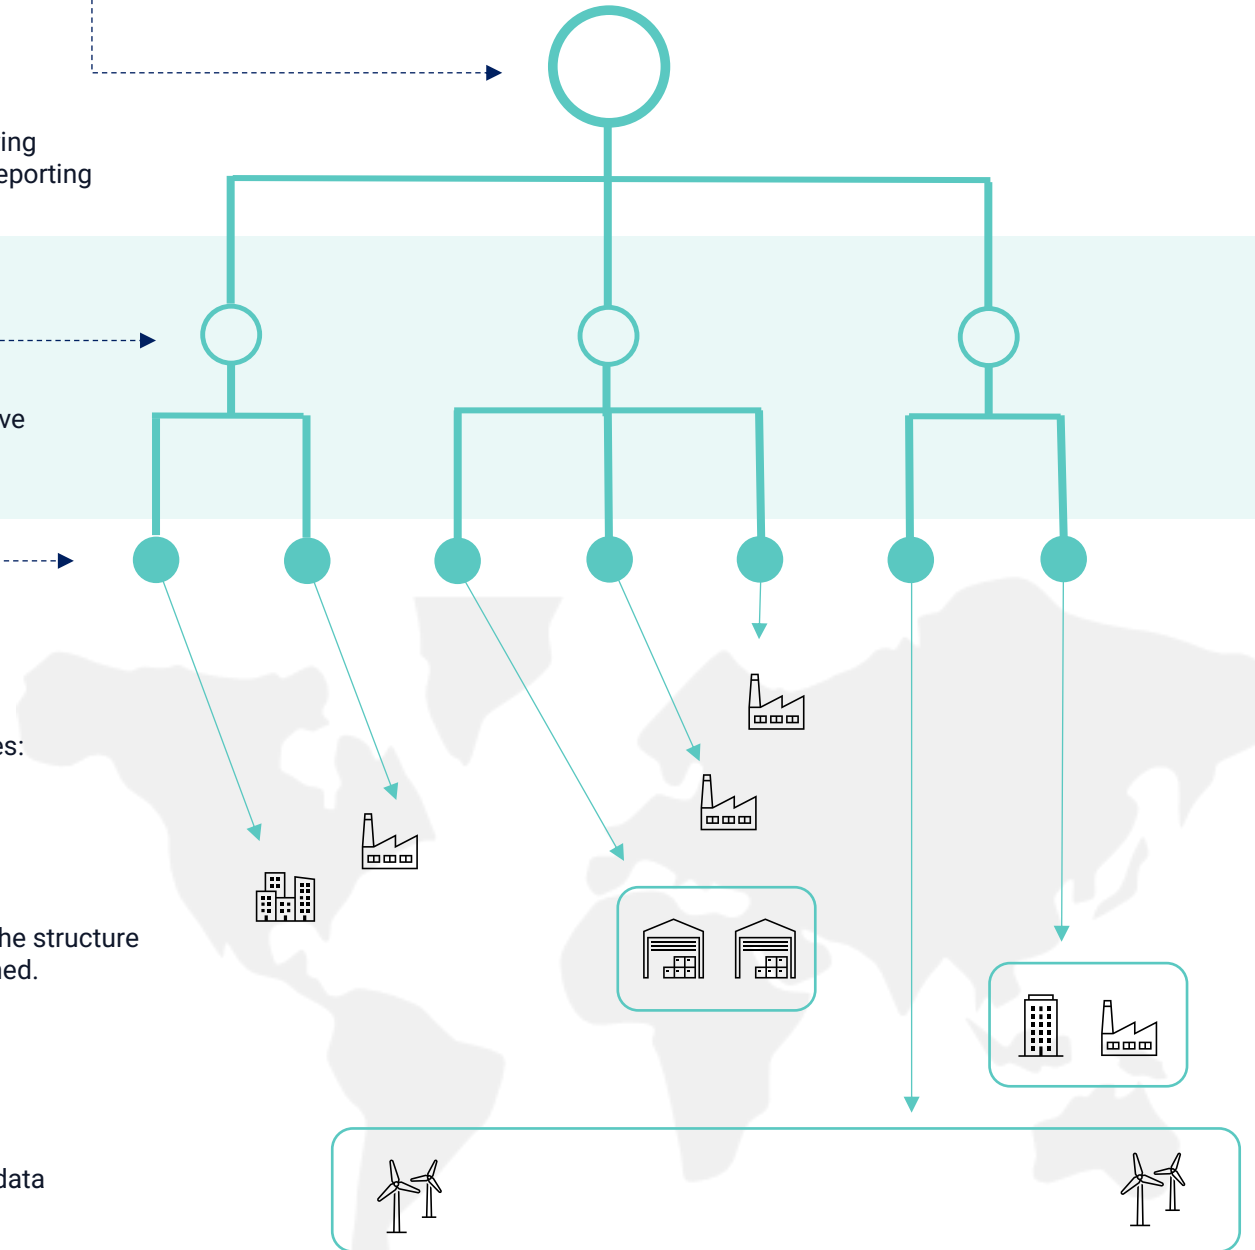 ing
eporting
ve
es:
he structure
ned.
data